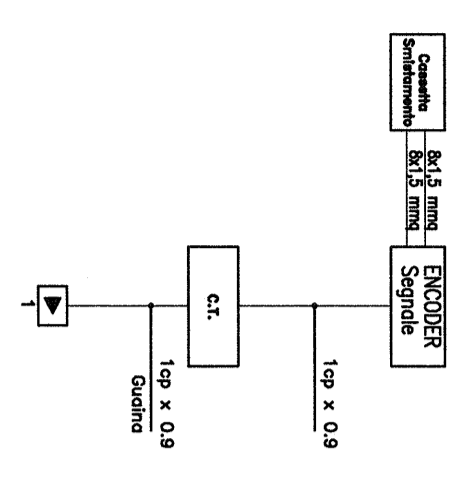 Cassetta
Smistamento
8x1,5 mmq
8x1,5 mmq
ENCODER
Segnale
1cp x 0.9
C.T.
1cp x 0.9
Guaina
1